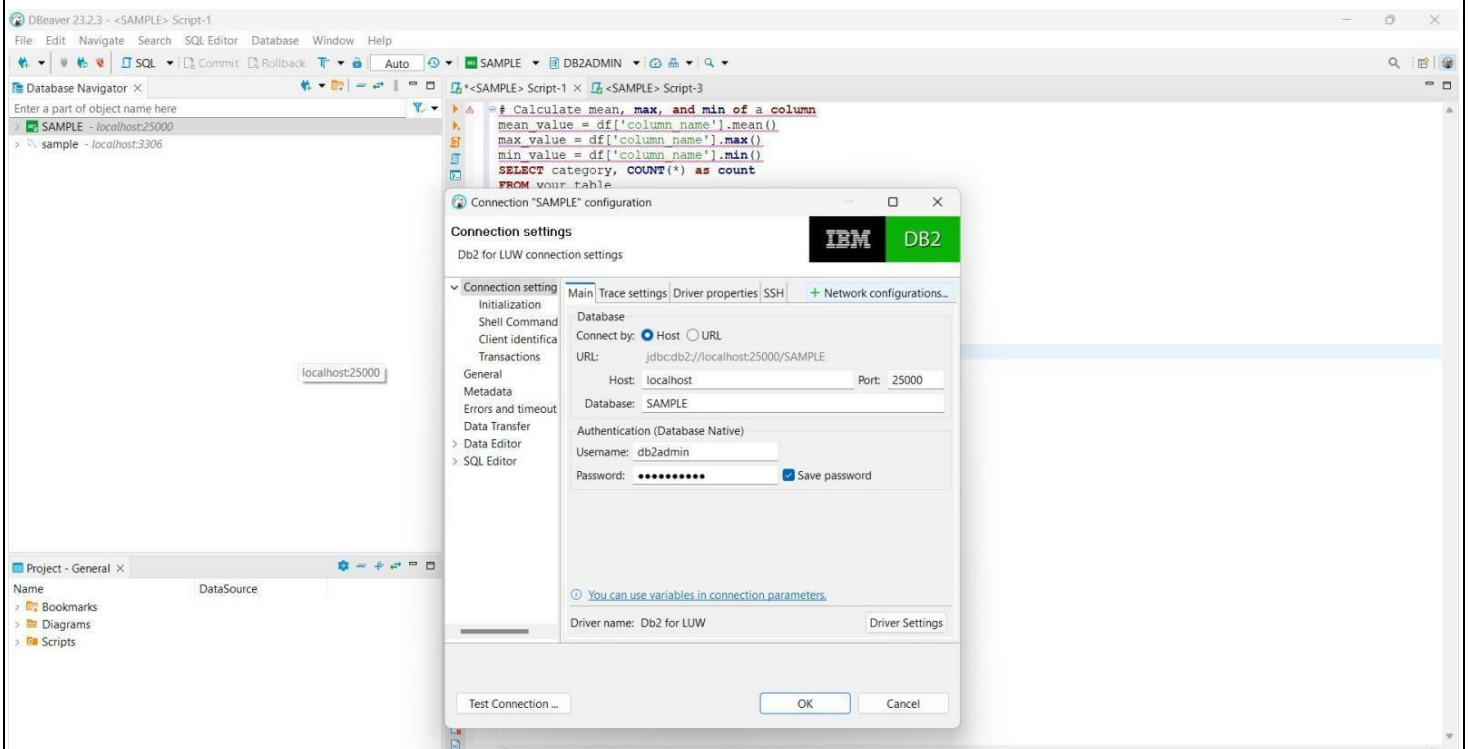 DBeaver 23.2.3 - <SAMPLE> Script-1
File Edit Navigate Search SQL Editor Database Window Help
SQL Commit Rollback Auto SAMPLE DB2ADMIN
Database Navigator
*<SAMPLE> Script-1 <SAMPLE> Script-3
Enter a part of object name here
SAMPLE - localhost:25000
sample - localhost:3306
# Calculate mean, max, and min of a column
mean_value = df['column_name'].mean()
max_value = df['column_name'].max()
min_value = df['column_name'].min()
SELECT category, COUNT(*) as count
FROM your_table
Connection "SAMPLE" configuration
Connection settings
Db2 for LUW connection settings
IBM DB2
Connection setting
Initialization
Shell Command
Client identifica
Transactions
General
Metadata
Errors and timeout
Data Transfer
Data Editor
SQL Editor
Main Trace settings Driver properties SSH + Network configurations...
Database
Connect by: Host URL
URL: jdbc:db2://localhost:25000/SAMPLE
Host: localhost Port: 25000
Database: SAMPLE
Authentication (Database Native)
Username: db2admin
Password: ••••••••••
Save password
You can use variables in connection parameters.
Driver name: Db2 for LUW Driver Settings
Test Connection ... OK Cancel
localhost:25000
Project - General
Name DataSource
Bookmarks
Diagrams
Scripts